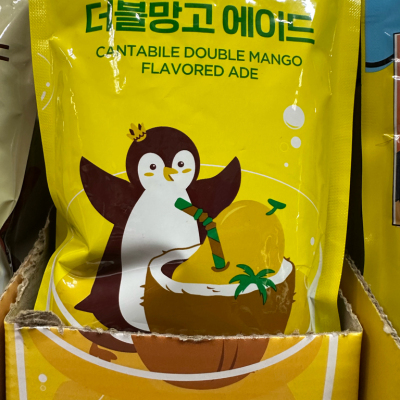 더블망고 에이드
CANTABILE DOUBLE MANGO
FLAVORED ADE